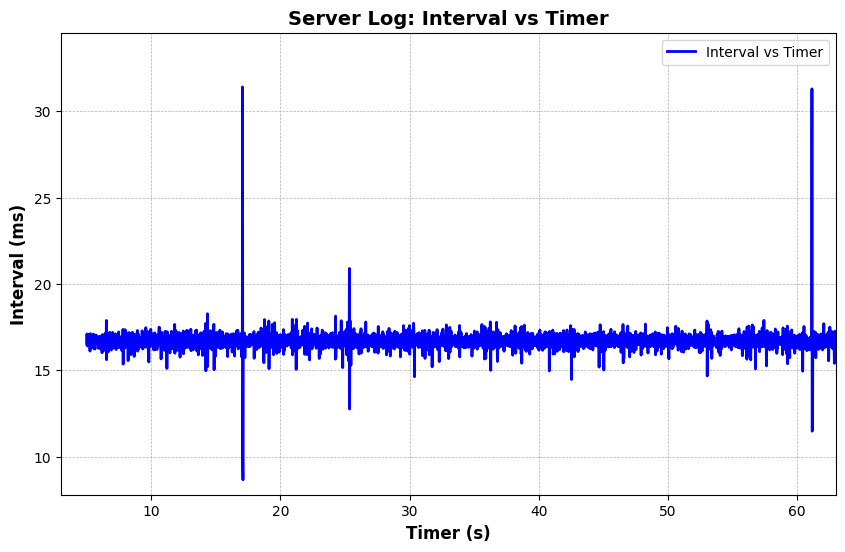 Server Log: Interval vs Timer
Interval vs Timer
30
25
20
15
10
Interval (ms)
10 20 30 40 50 60
Timer (s)